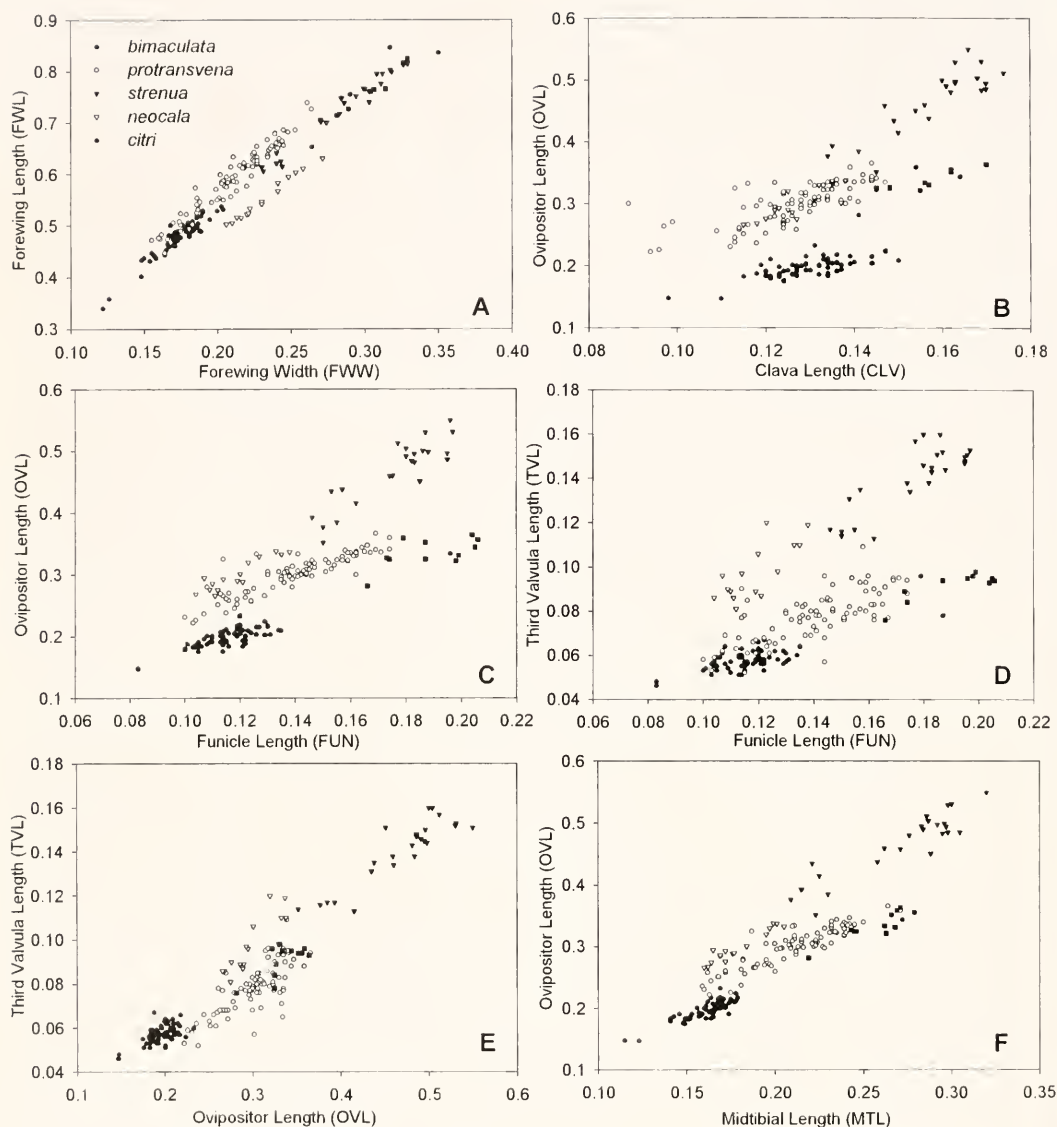 0.9
0.8
0.7
0.6
0.5
0.4
0.3
0.10 0.15 0.20 0.25 0.30 0.35 0.40
Forewing Length (FWL)
Forewing Width (FWW)
bimaculata
protransvena
strenua
neocala
citri
A
0.6
0.5
0.4
0.3
0.2
0.1
0.08 0.10 0.12 0.14 0.16 0.18
Ovipositor Length (OVL)
Clava Length (CLV)
B
0.6
0.5
0.4
0.3
0.2
0.1
0.06 0.08 0.10 0.12 0.14 0.16 0.18 0.20 0.22
Ovipositor Length (OVL)
Funicle Length (FUN)
C
0.18
0.16
0.14
0.12
0.10
0.08
0.06
0.04
0.06 0.08 0.10 0.12 0.14 0.16 0.18 0.20 0.22
Third Valvula Length (TVL)
Funicle Length (FUN)
D
0.18
0.16
0.14
0.12
0.10
0.08
0.06
0.04
0.1 0.2 0.3 0.4 0.5 0.6
Third Valvula Length (TVL)
Ovipositor Length (OVL)
E
0.6
0.5
0.4
0.3
0.2
0.1
0.10 0.15 0.20 0.25 0.30 0.35
Ovipositor Length (OVL)
Midtibial Length (MTL)
F